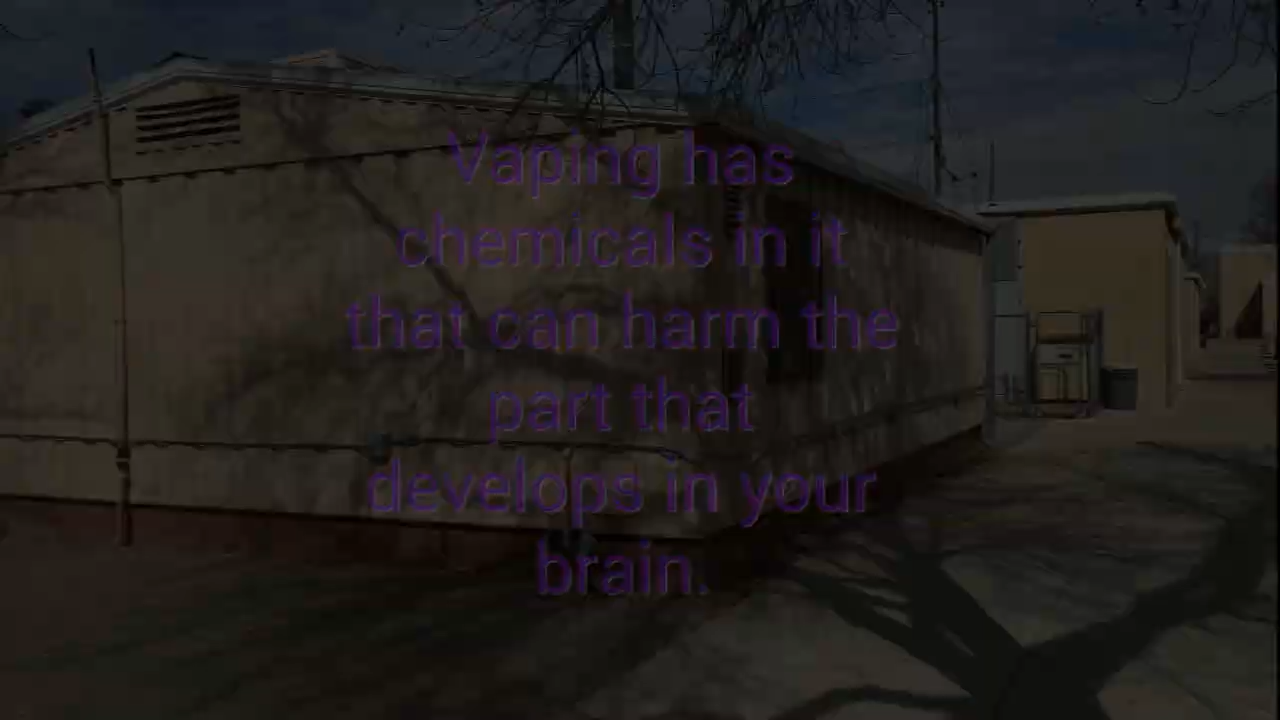 Vaping has
chemicals in it
that can harm the
part that
develops in your
brain.